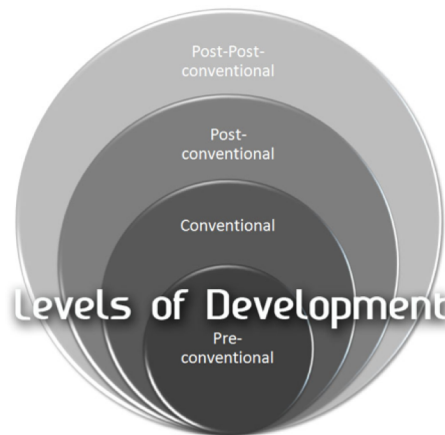 Post-Post-
conventional
Post-
conventional
Conventional
Levels of Development
Pre-
conventional